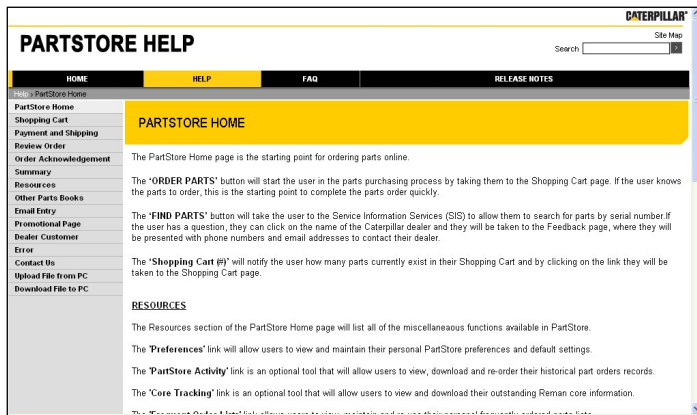 CATERPILLAR®
PARTSTORE HELP
Site Map
Search
HOME HELP FAQ RELEASE NOTES
Help > PartStore Home
PartStore Home
Shopping Cart
Payment and Shipping
Review Order
Order Acknowledgement
Summary
Resources
Other Parts Books
Email Entry
Promotional Page
Dealer Customer
Error
Contact Us
Upload File from PC
Download File to PC
PARTSTORE HOME
The PartStore Home page is the starting point for ordering parts online.
The 'ORDER PARTS' button will start the user in the parts purchasing process by taking them to the Shopping Cart page. If the user knows
the parts to order, this is the starting point to complete the parts order quickly.
The 'FIND PARTS' button will take the user to the Service Information Services (SIS) to allow them to search for parts by serial number.If
the user has a question, they can click on the name of the Caterpillar dealer and they will be taken to the Feedback page, where they will
be presented with phone numbers and email addresses to contact their dealer.
The 'Shopping Cart (#)' will notify the user how many parts currently exist in their Shopping Cart and by clicking on the link they will be
taken to the Shopping Cart page.
RESOURCES
The Resources section of the PartStore Home page will list all of the miscellaneaous functions available in PartStore.
The 'Preferences' link will allow users to view and maintain their personal PartStore preferences and default settings.
The 'PartStore Activity' link is an optional tool that will allow users to view, download and re-order their historical part orders records.
The 'Core Tracking' link is an optional tool that will allow users to view and download their outstanding Reman core information.